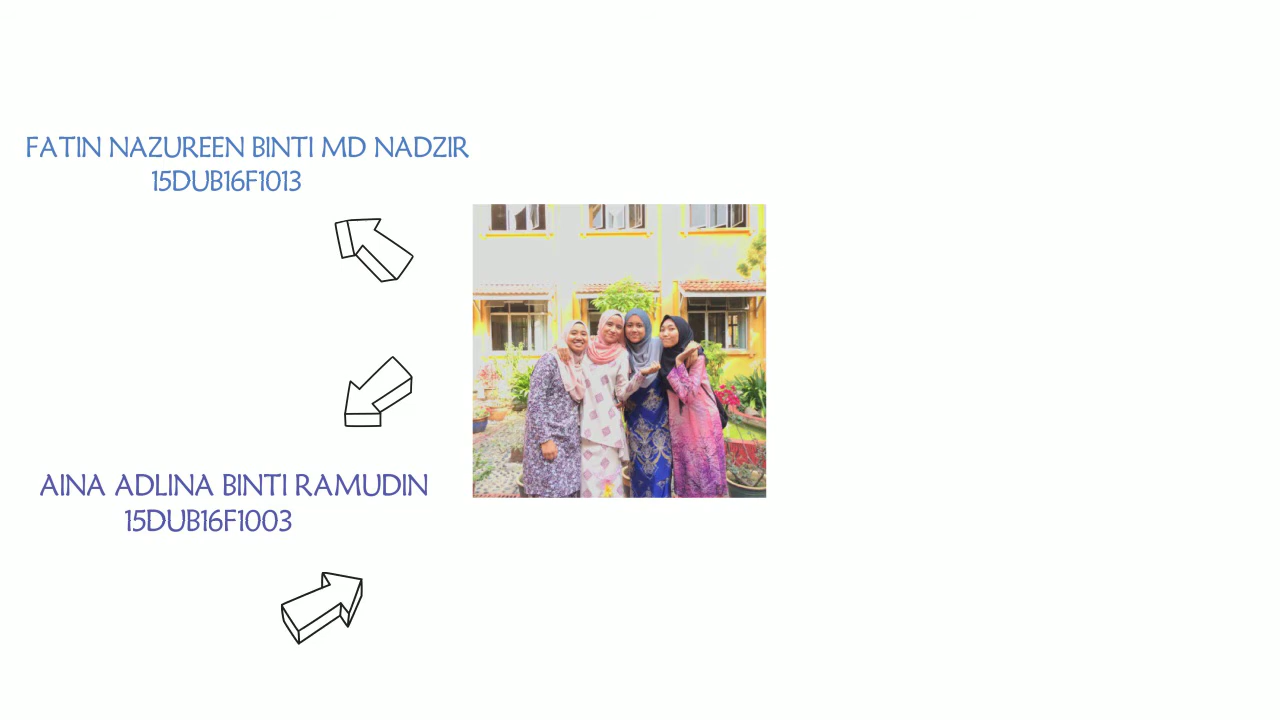 FATIN NAZUREEN BINTI MD NADZIR
15DUB16F1013
AINA ADLINA BINTI RAMUDIN
15DUB16F1003